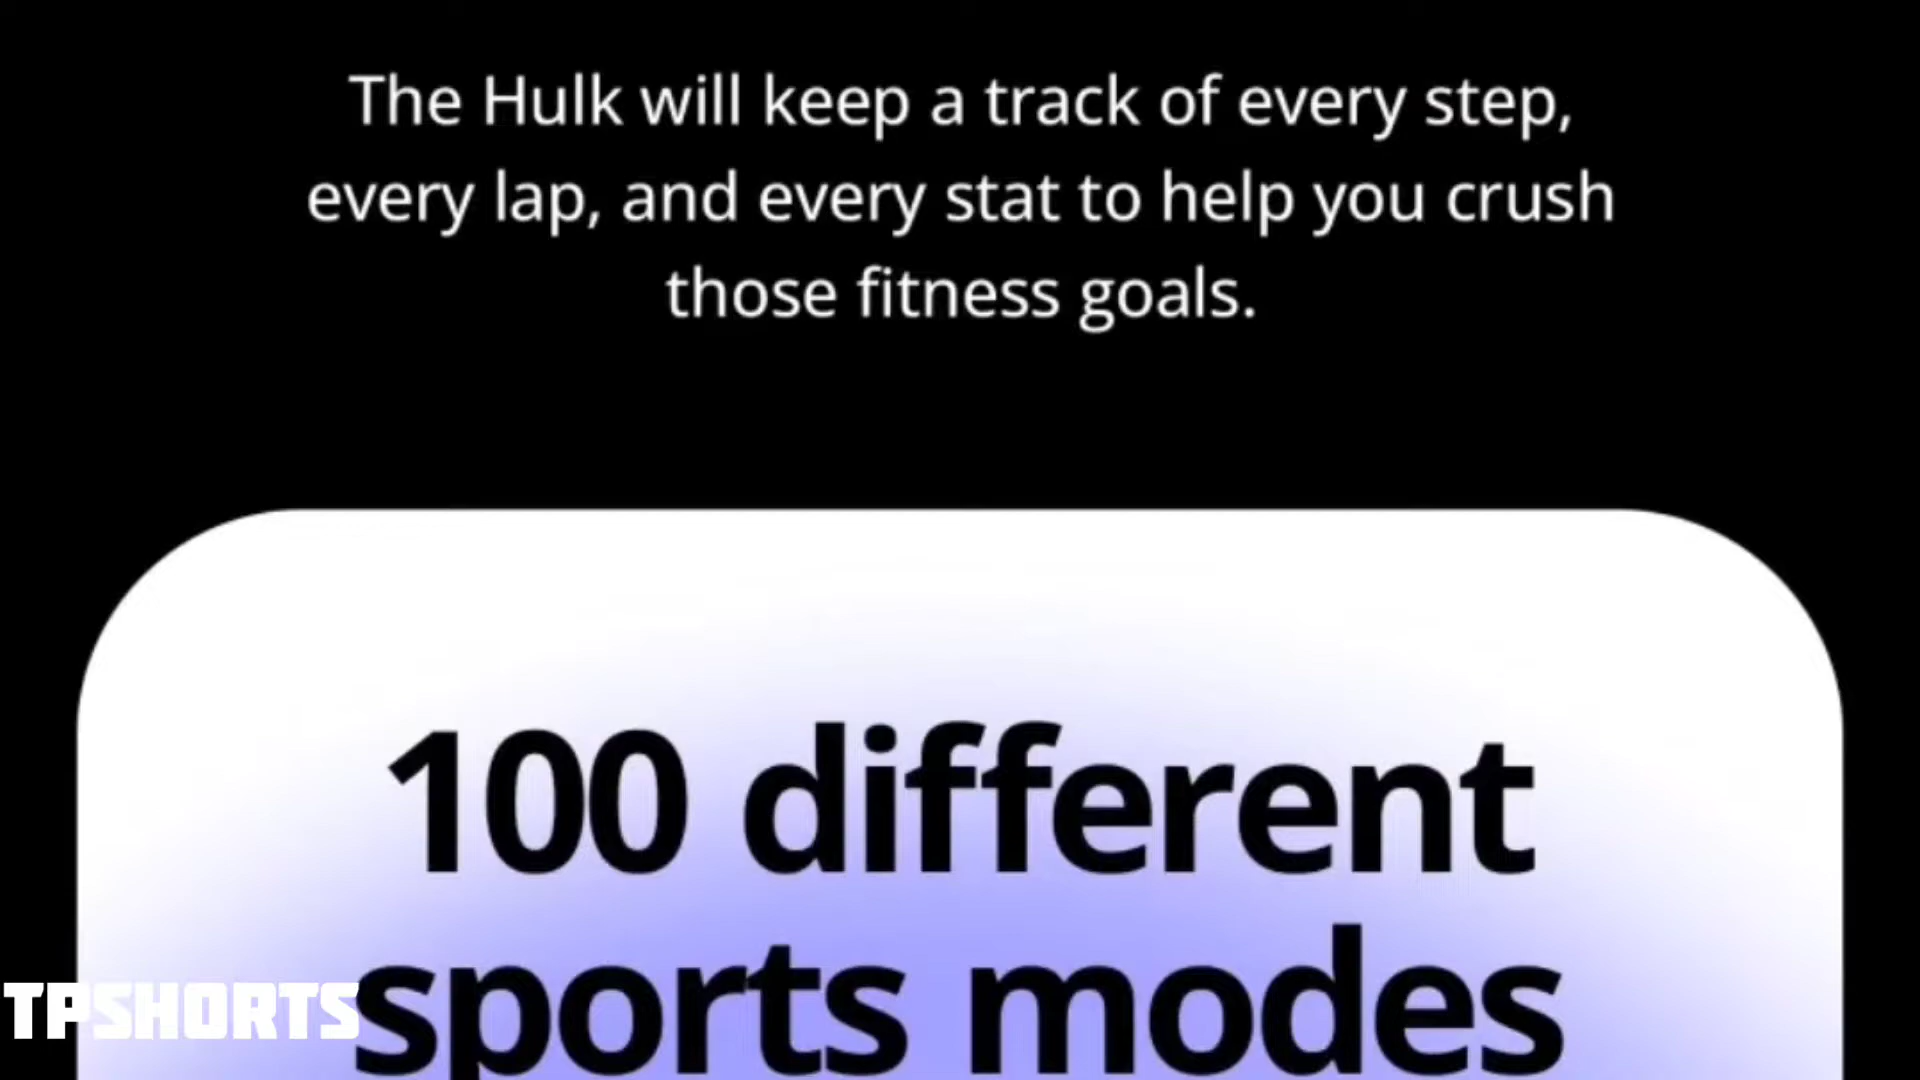 The Hulk will keep a track of every step,
every lap, and every stat to help you crush
those fitness goals.
100 different
sports modes
TPSHORTS